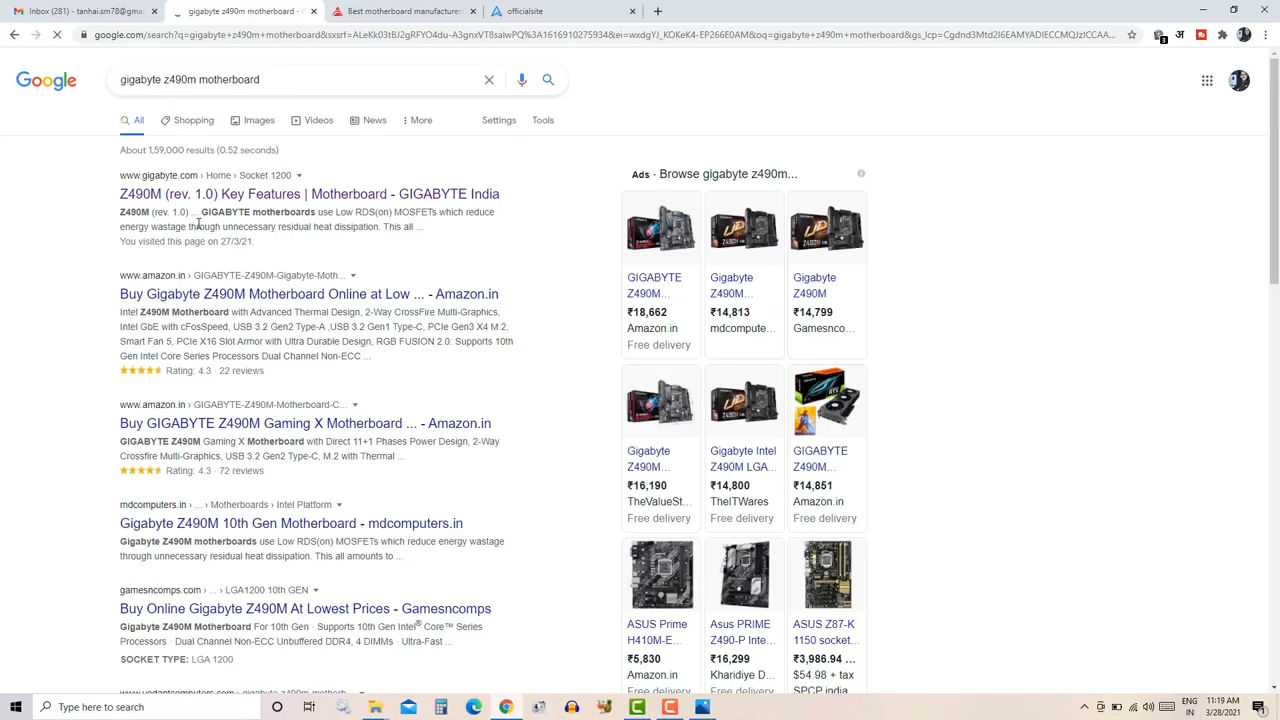 Inbox (280) - tanhai.sm78@gmai
gigabyte z490m motherboard - G
Best motherboard manufacturers
officialsite
google.com/search?q=gigabyte+z490m+motherboard&sxsrf=
Google
gigabyte z490m motherboard
All
Shopping
Images
Videos
News
More
Settings
Tools
About 1,59,000 results (0.52 seconds)
www.gigabyte.com › Home › Socket 1200
Z490M (rev. 1.0) Key Features | Motherboard - GIGABYTE India
Z490M (rev. 1.0) ... GIGABYTE motherboards use Low RDS(on) MOSFETs which reduce
energy wastage through unnecessary residual heat dissipation. This all ...
You visited this page on 27/3/21.
www.amazon.in › GIGABYTE-Z490M-Gigabyte-Moth...
Buy Gigabyte Z490M Motherboard Online at Low ... - Amazon.in
Intel Z490M Motherboard with Advanced Thermal Design, 2-Way CrossFire Multi-Graphics,
Intel GbE with cFosSpeed, USB 3.2 Gen2 Type-A ,USB 3.2 Gen1 Type-C, PCIe Gen3 X4 M.2,
Smart Fan 5, PCIe X16 Slot Armor with Ultra Durable Design, RGB FUSION 2.0: Supports 10th
Gen Intel Core Series Processors Dual Channel Non-ECC ...
Rating: 4.3 · 22 reviews
www.amazon.in › GIGABYTE-Z490M-Motherboard-C...
Buy GIGABYTE Z490M Gaming X Motherboard ... - Amazon.in
GIGABYTE Z490M Gaming X Motherboard with Direct 11+1 Phases Power Design, 2-Way
Crossfire Multi-Graphics, USB 3.2 Gen2 Type-C, M.2 with Thermal ...
Rating: 4.3 · 72 reviews
mdcomputers.in › ... › Motherboards › Intel Platform
Gigabyte Z490M 10th Gen Motherboard - mdcomputers.in
Gigabyte Z490M motherboards use Low RDS(on) MOSFETs which reduce energy wastage
through unnecessary residual heat dissipation. This all amounts to ...
gamesncomps.com › ... › LGA1200 10th GEN
Buy Online Gigabyte Z490M At Lowest Prices - Gamesncomps
Gigabyte Z490M Motherboard For 10th Gen · Supports 10th Gen Intel® Core™ Series
Processors · Dual Channel Non-ECC Unbuffered DDR4, 4 DIMMs · Ultra-Fast ...
SOCKET TYPE: LGA 1200
www.vedantcomputers.com › gigabyte-z490m-motherb...
Ads · Browse gigabyte z490m...
GIGABYTE
Z490M...
₹18,662
Amazon.in
Free delivery
Gigabyte
Z490M...
₹14,813
mdcompute...
Gigabyte
Z490M
₹14,799
Gamesnco...
Gigabyte
Z490M...
₹16,190
TheValueSt...
Free delivery
Gigabyte Intel
Z490M LGA...
₹14,800
TheITWares
Free delivery
GIGABYTE
Z490M...
₹14,851
Amazon.in
Free delivery
ASUS Prime
H410M-E...
₹5,830
Amazon.in
Free delivery
Asus PRIME
Z490-P Inte...
₹16,299
Kharidiye D...
Free delivery
ASUS Z87-K
1150 socket...
₹3,986.94 ...
$54.98 + tax
SPCP india
Type here to search
ENG
IN
11:19 AM
3/28/2021